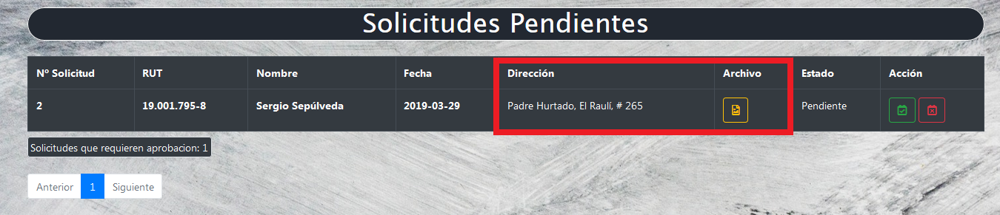 Solicitudes Pendientes
Nº Solicitud RUT Nombre Fecha Dirección Archivo Estado Acción
2 19.001.795-8 Sergio Sepúlveda 2019-03-29 Padre Hurtado, El Raulí, # 265 Pendiente
Solicitudes que requieren aprobacion: 1
Anterior 1 Siguiente